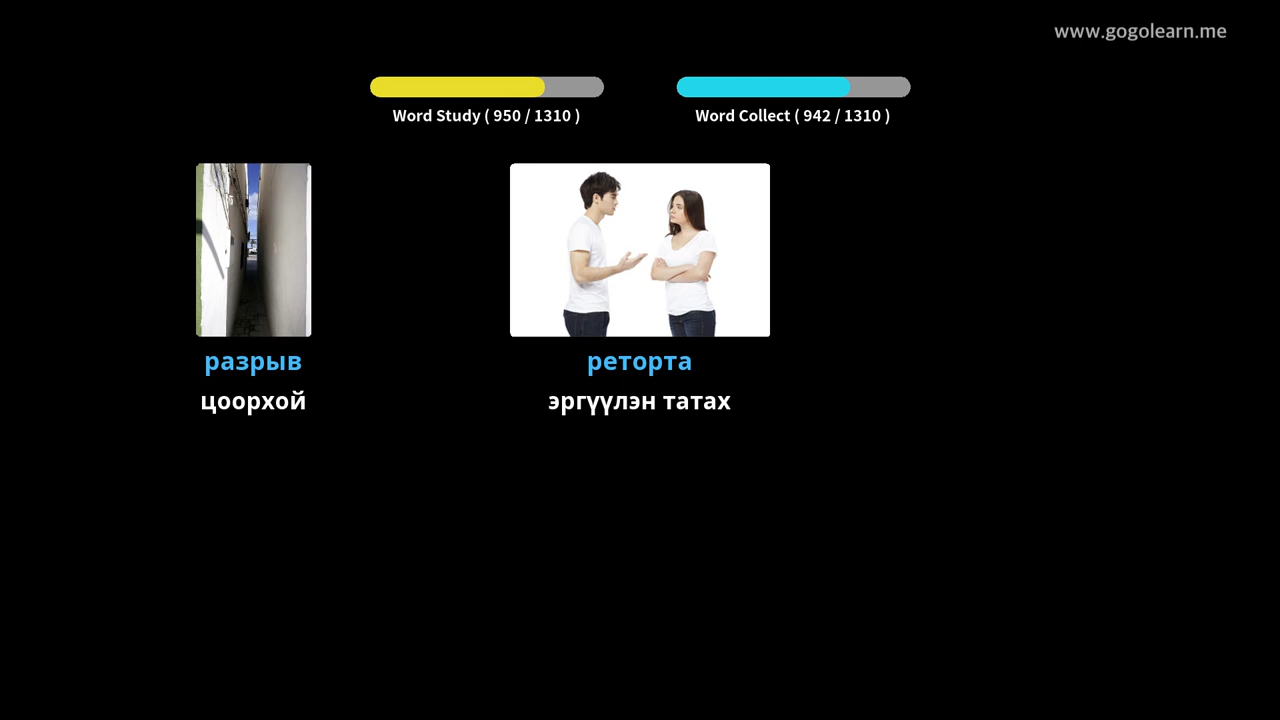 www.gogolearn.me
Word Study ( 950 / 1310 )
Word Collect ( 942 / 1310 )
разрыв
цоорхой
реторта
эргүүлэн татах